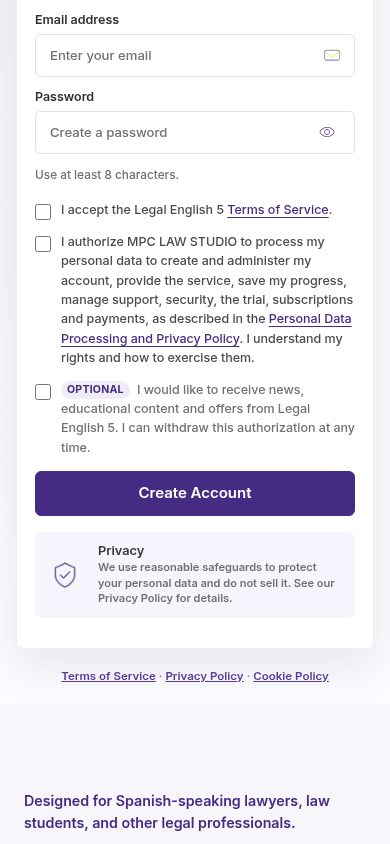 Email address
Enter your email
Password
Create a password
Use at least 8 characters.
I accept the Legal English 5 Terms of Service.
I authorize MPC LAW STUDIO to process my
personal data to create and administer my
account, provide the service, save my progress,
manage support, security, the trial, subscriptions
and payments, as described in the Personal Data
Processing and Privacy Policy. I understand my
rights and how to exercise them.
OPTIONAL I would like to receive news,
educational content and offers from Legal
English 5. I can withdraw this authorization at any
time.
Create Account
Privacy
We use reasonable safeguards to protect
your personal data and do not sell it. See our
Privacy Policy for details.
Terms of Service · Privacy Policy · Cookie Policy
Designed for Spanish-speaking lawyers, law
students, and other legal professionals.